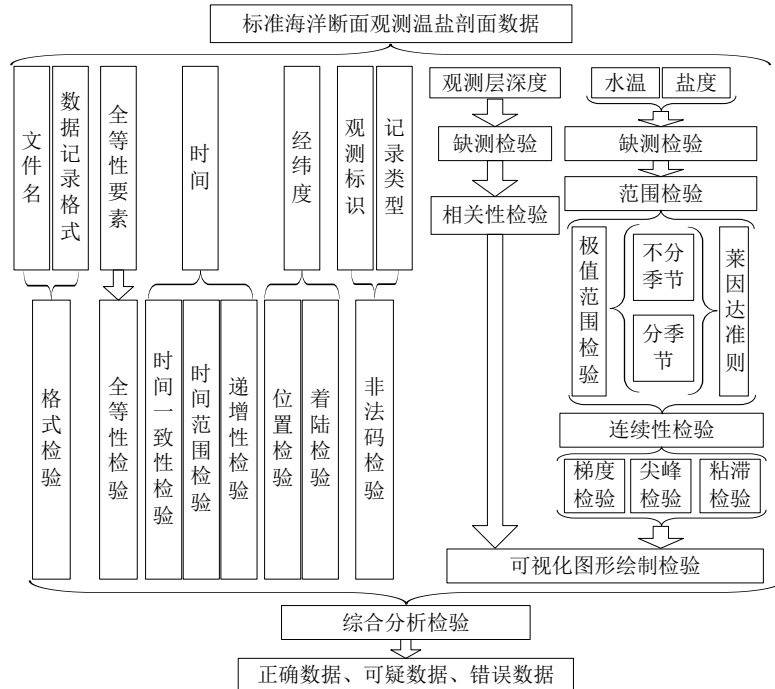 标准海洋断面观测温盐剖面数据
文件名
数据记录格式
全等性要素
时间
经纬度
观测标识
记录类型
格式检验
全等性检验
时间一致性检验
时间范围检验
递增性检验
位置检验
着陆检验
非法码检验
观测层深度
缺测检验
相关性检验
水温
盐度
缺测检验
范围检验
极值范围检验
不分
季节
分季
节
莱因达准则
连续性检验
梯度
检验
尖峰
检验
粘滞
检验
可视化图形绘制检验
综合分析检验
正确数据、可疑数据、错误数据